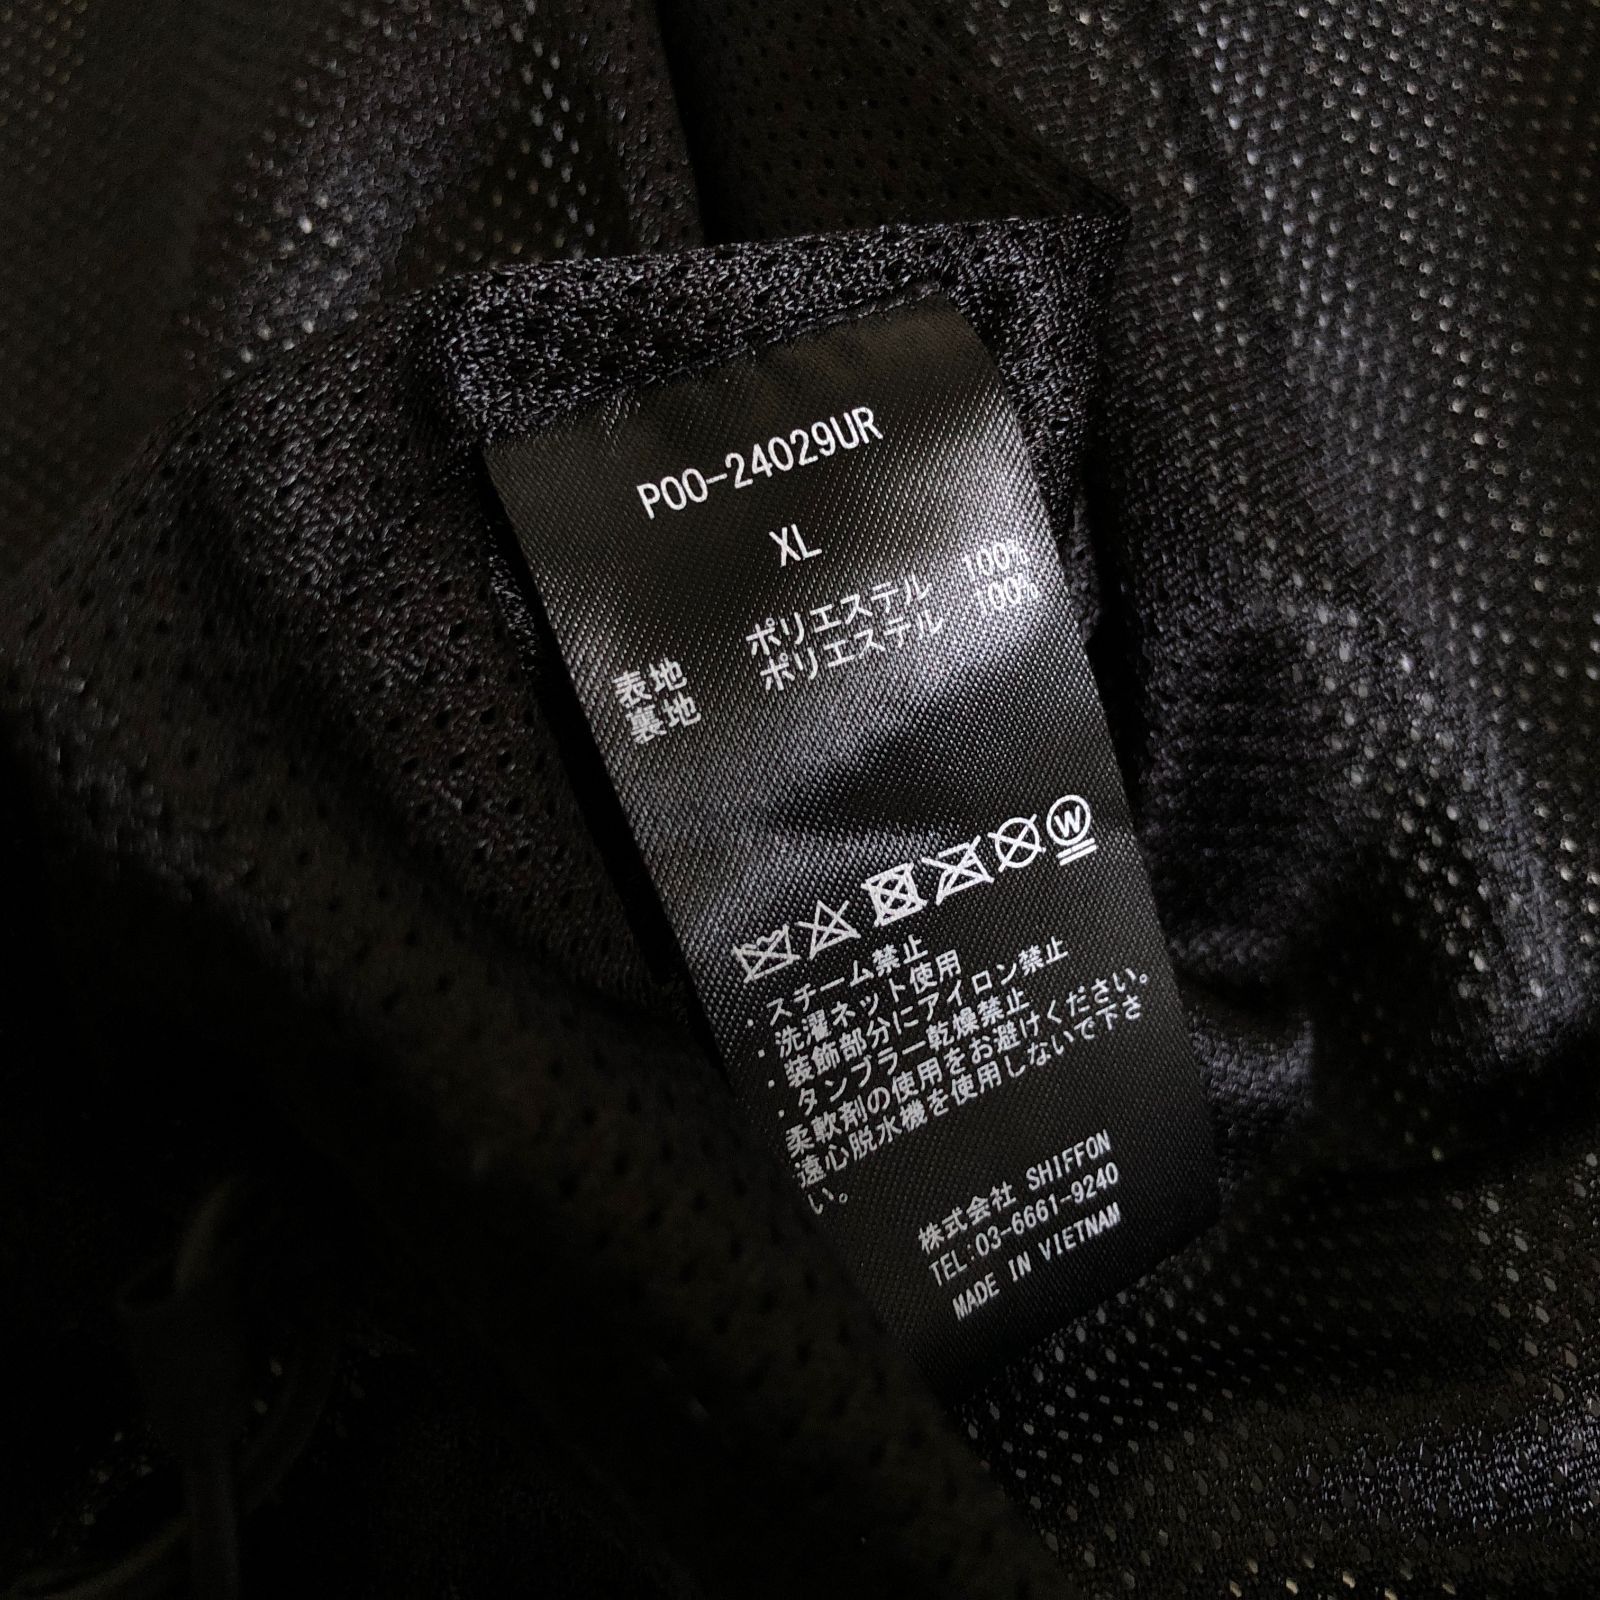 P00-24029UR
XL
表地 ポリエステル 100%
裏地 ポリエステル 100%
W
・スチーム禁止
・洗濯ネット使用
・装飾部分にアイロン禁止
・タンブラー乾燥禁止
柔軟剤の使用をお避けください。
遠心脱水機を使用しないで下さ
い。
株式会社 SHIFFON
TEL:03-6661-9240
MADE IN VIETNAM